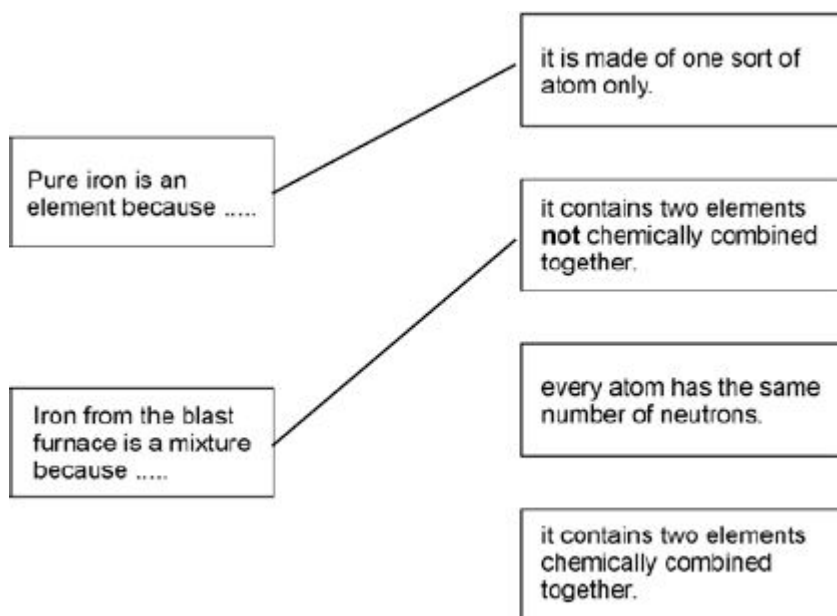 Pure iron is an
element because .....
Iron from the blast
furnace is a mixture
because .....
it is made of one sort of
atom only.
it contains two elements
not chemically combined
together.
every atom has the same
number of neutrons.
it contains two elements
chemically combined
together.